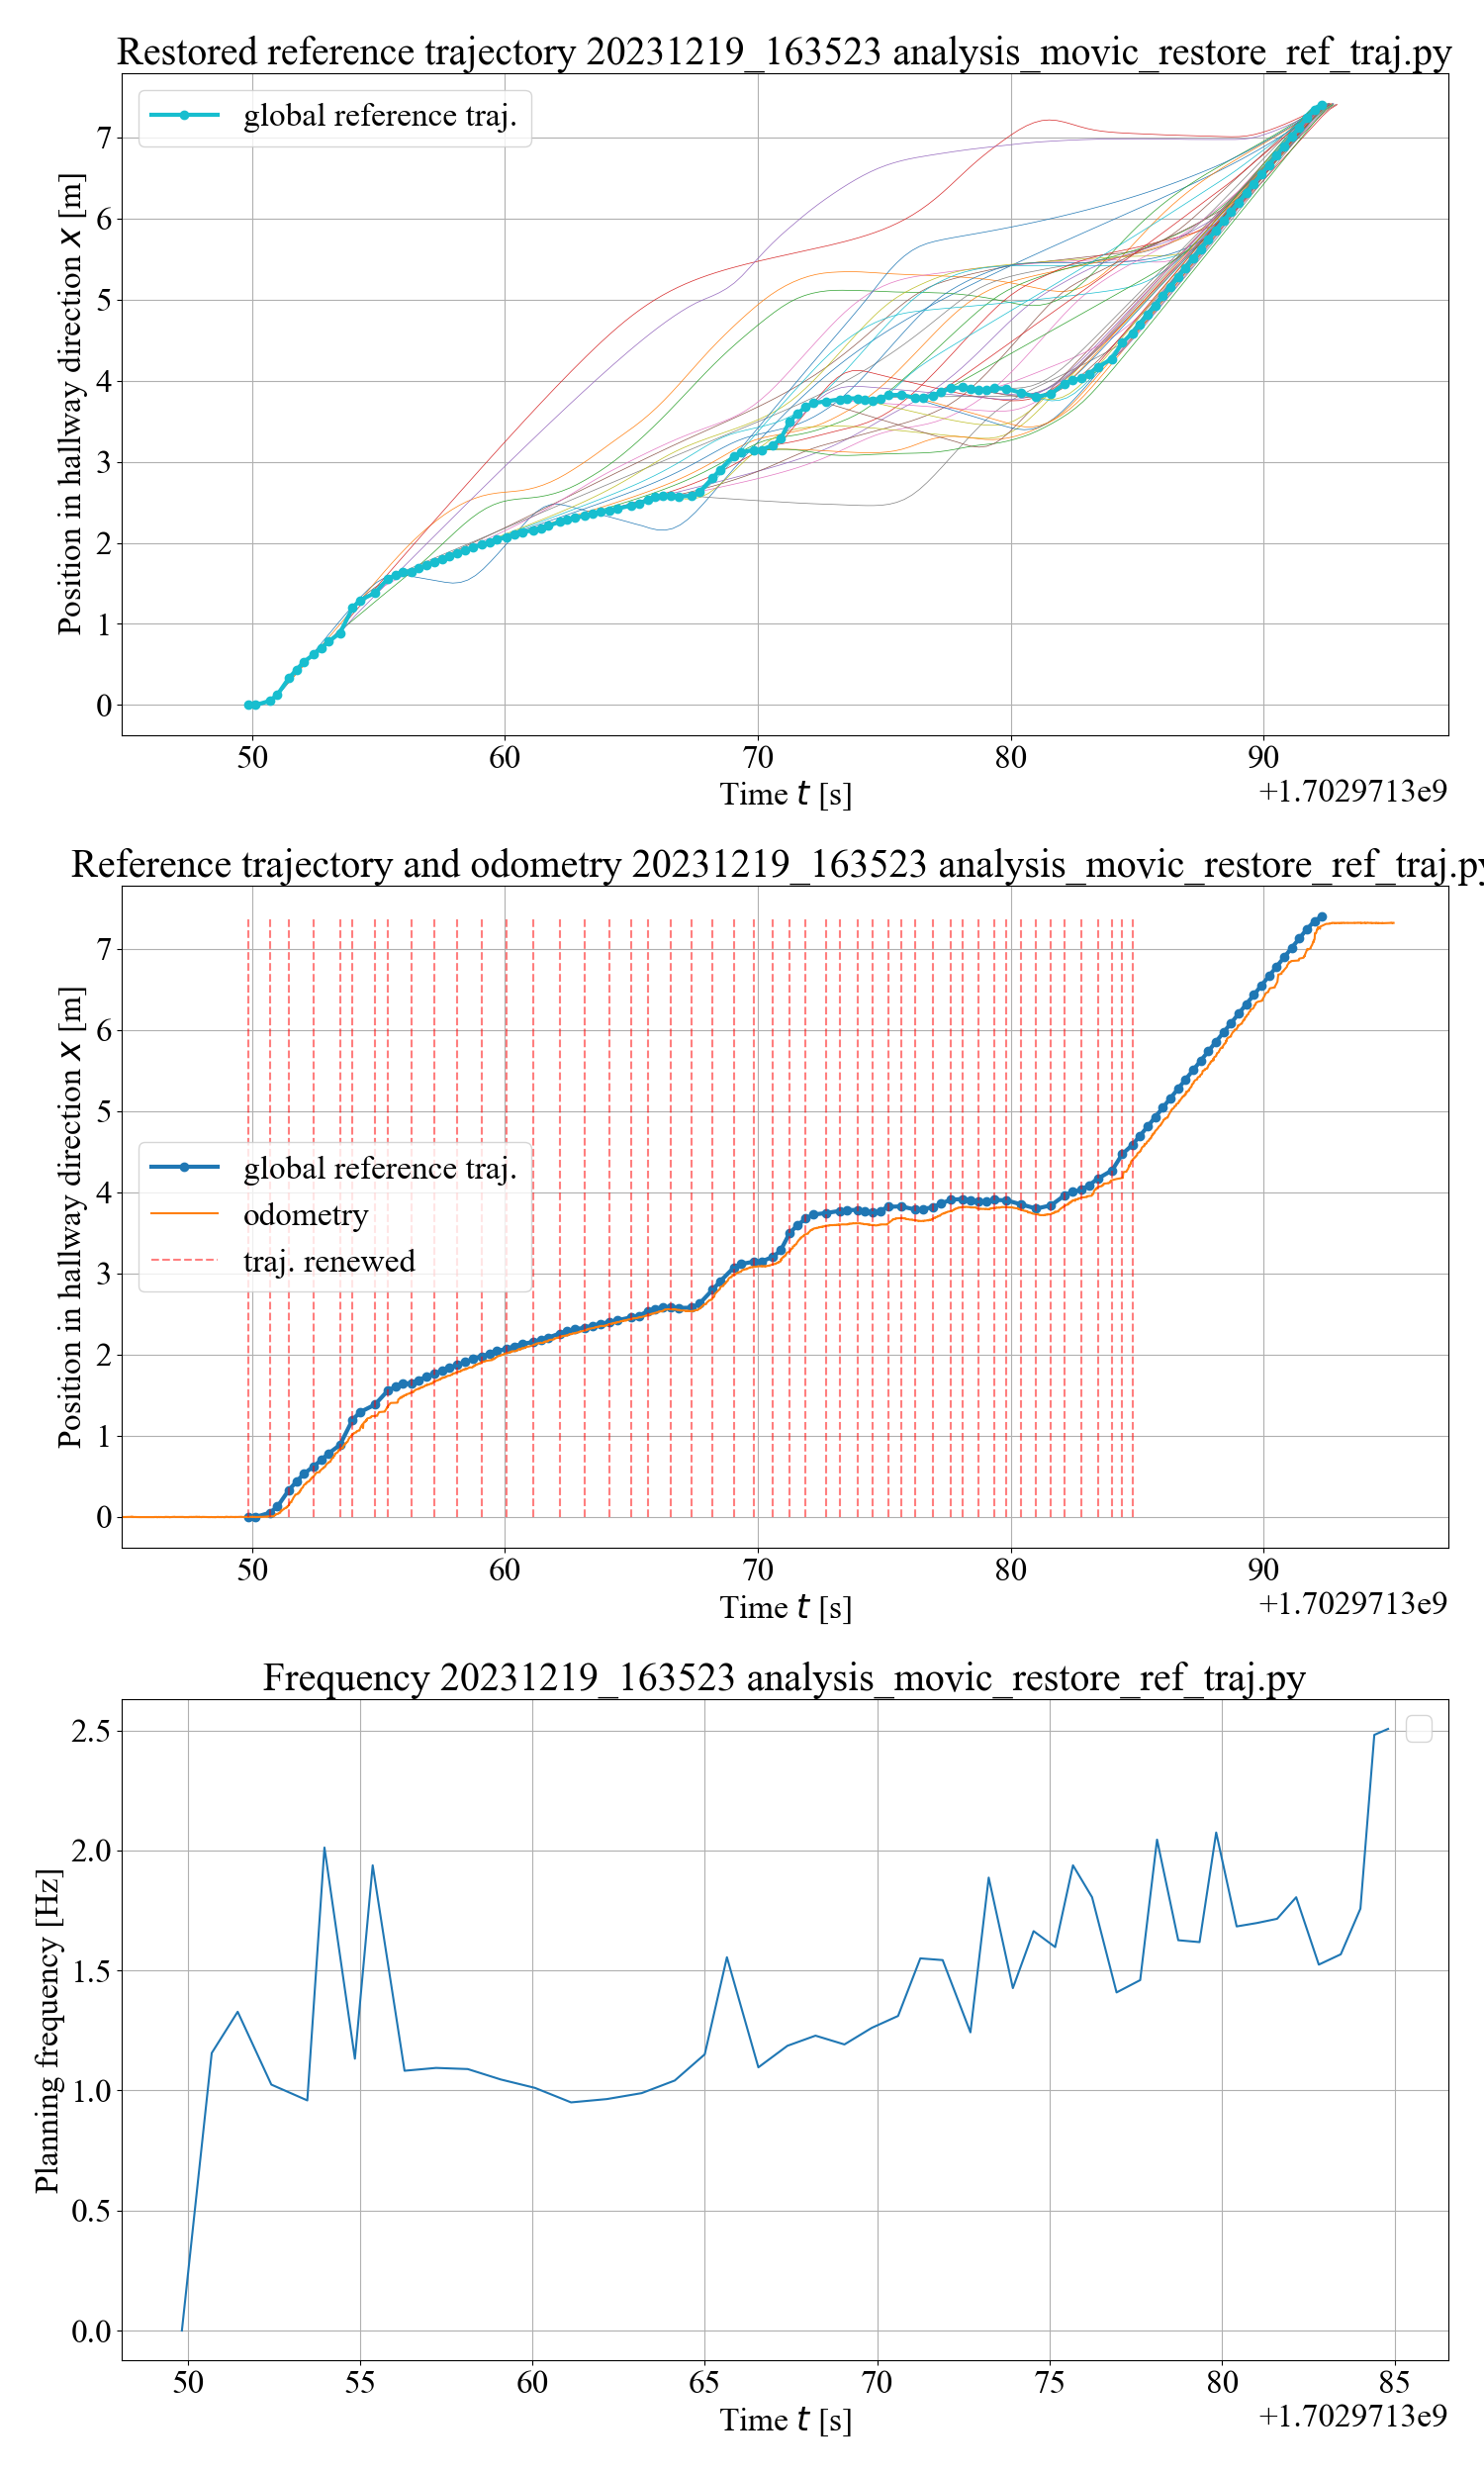 Restored reference trajectory 20231219_163523 analysis_movic_restore_ref_traj.py
global reference traj.
Position in hallway direction x [m]
7
6
5
4
3
2
1
0
50 60 70 80 90
Time t [s]
+1.7029713e9
Reference trajectory and odometry 20231219_163523 analysis_movic_restore_ref_traj.py
Position in hallway direction x [m]
7
6
5
4
3
2
1
0
global reference traj.
odometry
traj. renewed
50 60 70 80 90
Time t [s]
+1.7029713e9
Frequency 20231219_163523 analysis_movic_restore_ref_traj.py
Planning frequency [Hz]
2.5
2.0
1.5
1.0
0.5
0.0
50 55 60 65 70 75 80 85
Time t [s]
+1.7029713e9